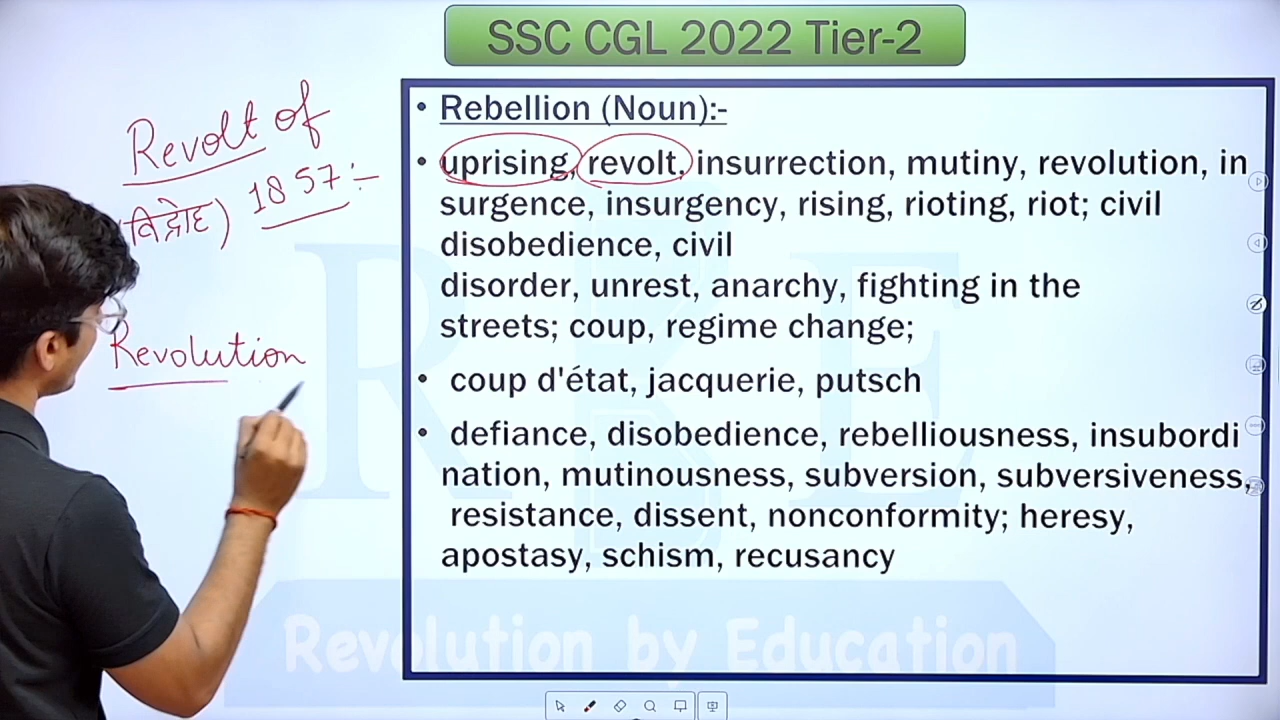 SSC CGL 2022 Tier-2
Revolt of
1857:-
विद्रोह)
Revolution
• Rebellion (Noun):-
• uprising, revolt, insurrection, mutiny, revolution, in
surgence, insurgency, rising, rioting, riot; civil
disobedience, civil
disorder, unrest, anarchy, fighting in the
streets; coup, regime change;
• coup d'état, jacquerie, putsch
• defiance, disobedience, rebelliousness, insubordi
nation, mutinousness, subversion, subversiveness,
resistance, dissent, nonconformity; heresy,
apostasy, schism, recusancy
RBE
Revolution by Education